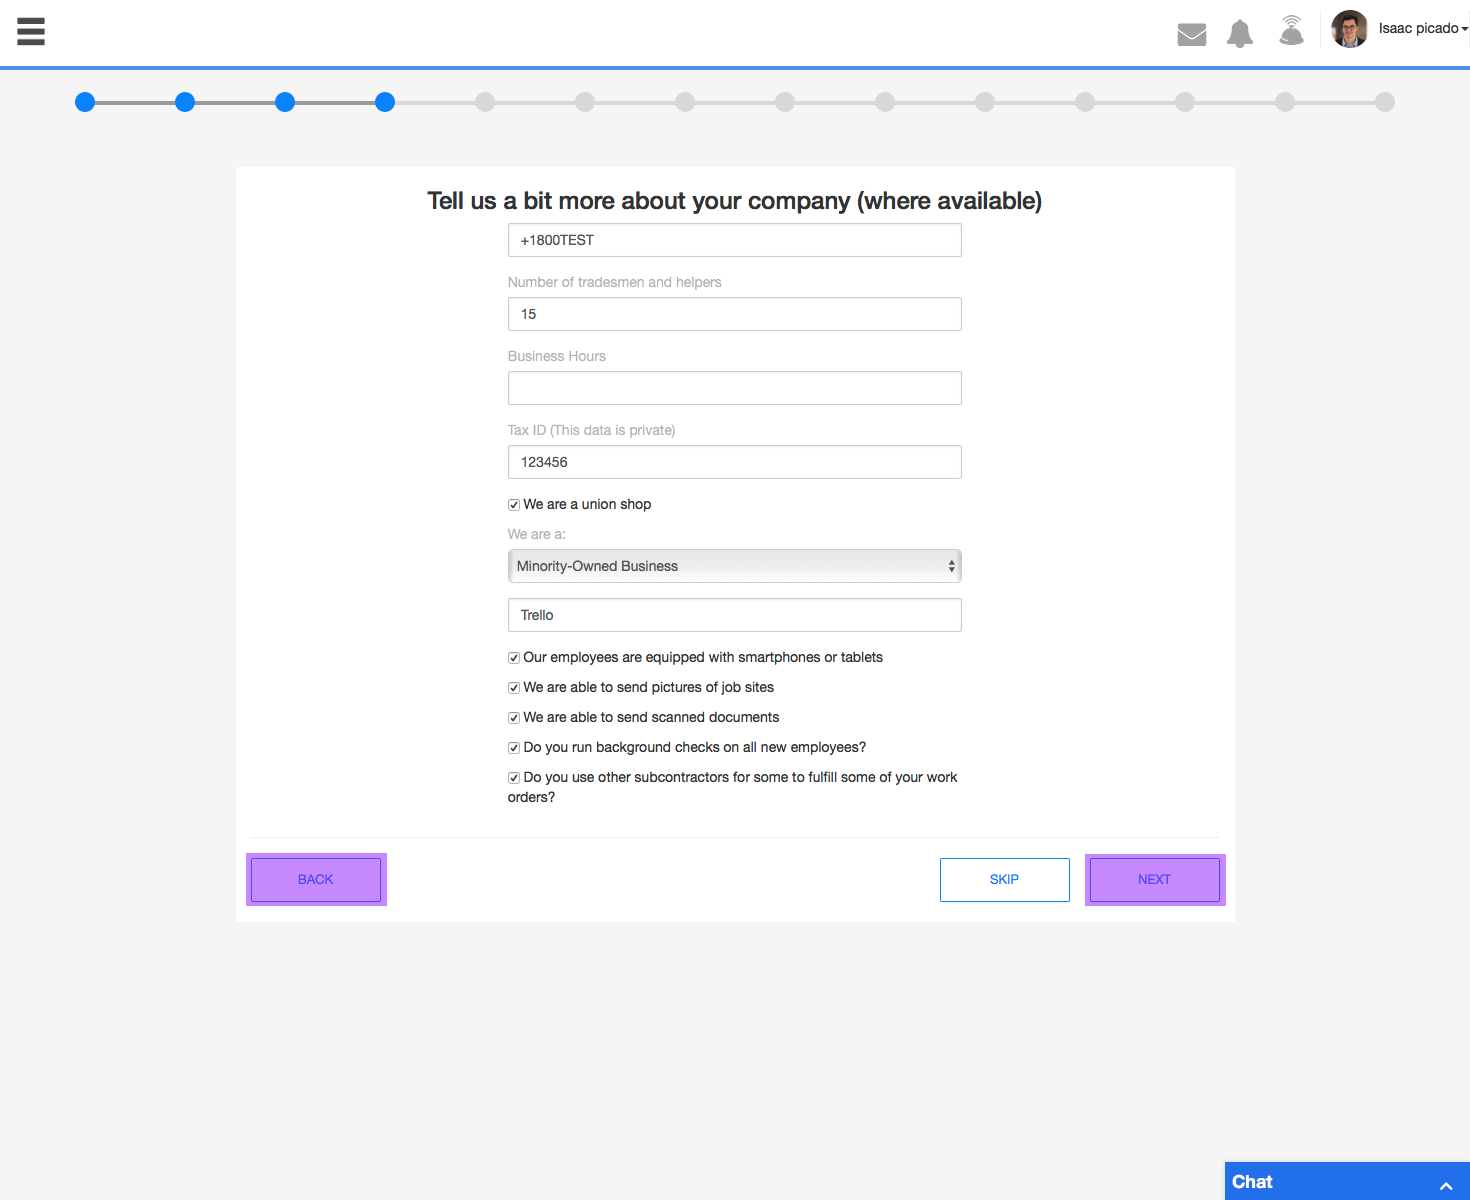 Isaac picado
Tell us a bit more about your company (where available)
+1800TEST
Number of tradesmen and helpers
15
Business Hours
Tax ID (This data is private)
123456
We are a union shop
We are a:
Minority-Owned Business
Trello
Our employees are equipped with smartphones or tablets
We are able to send pictures of job sites
We are able to send scanned documents
Do you run background checks on all new employees?
Do you use other subcontractors for some to fulfill some of your work
orders?
BACK
SKIP
NEXT
Chat